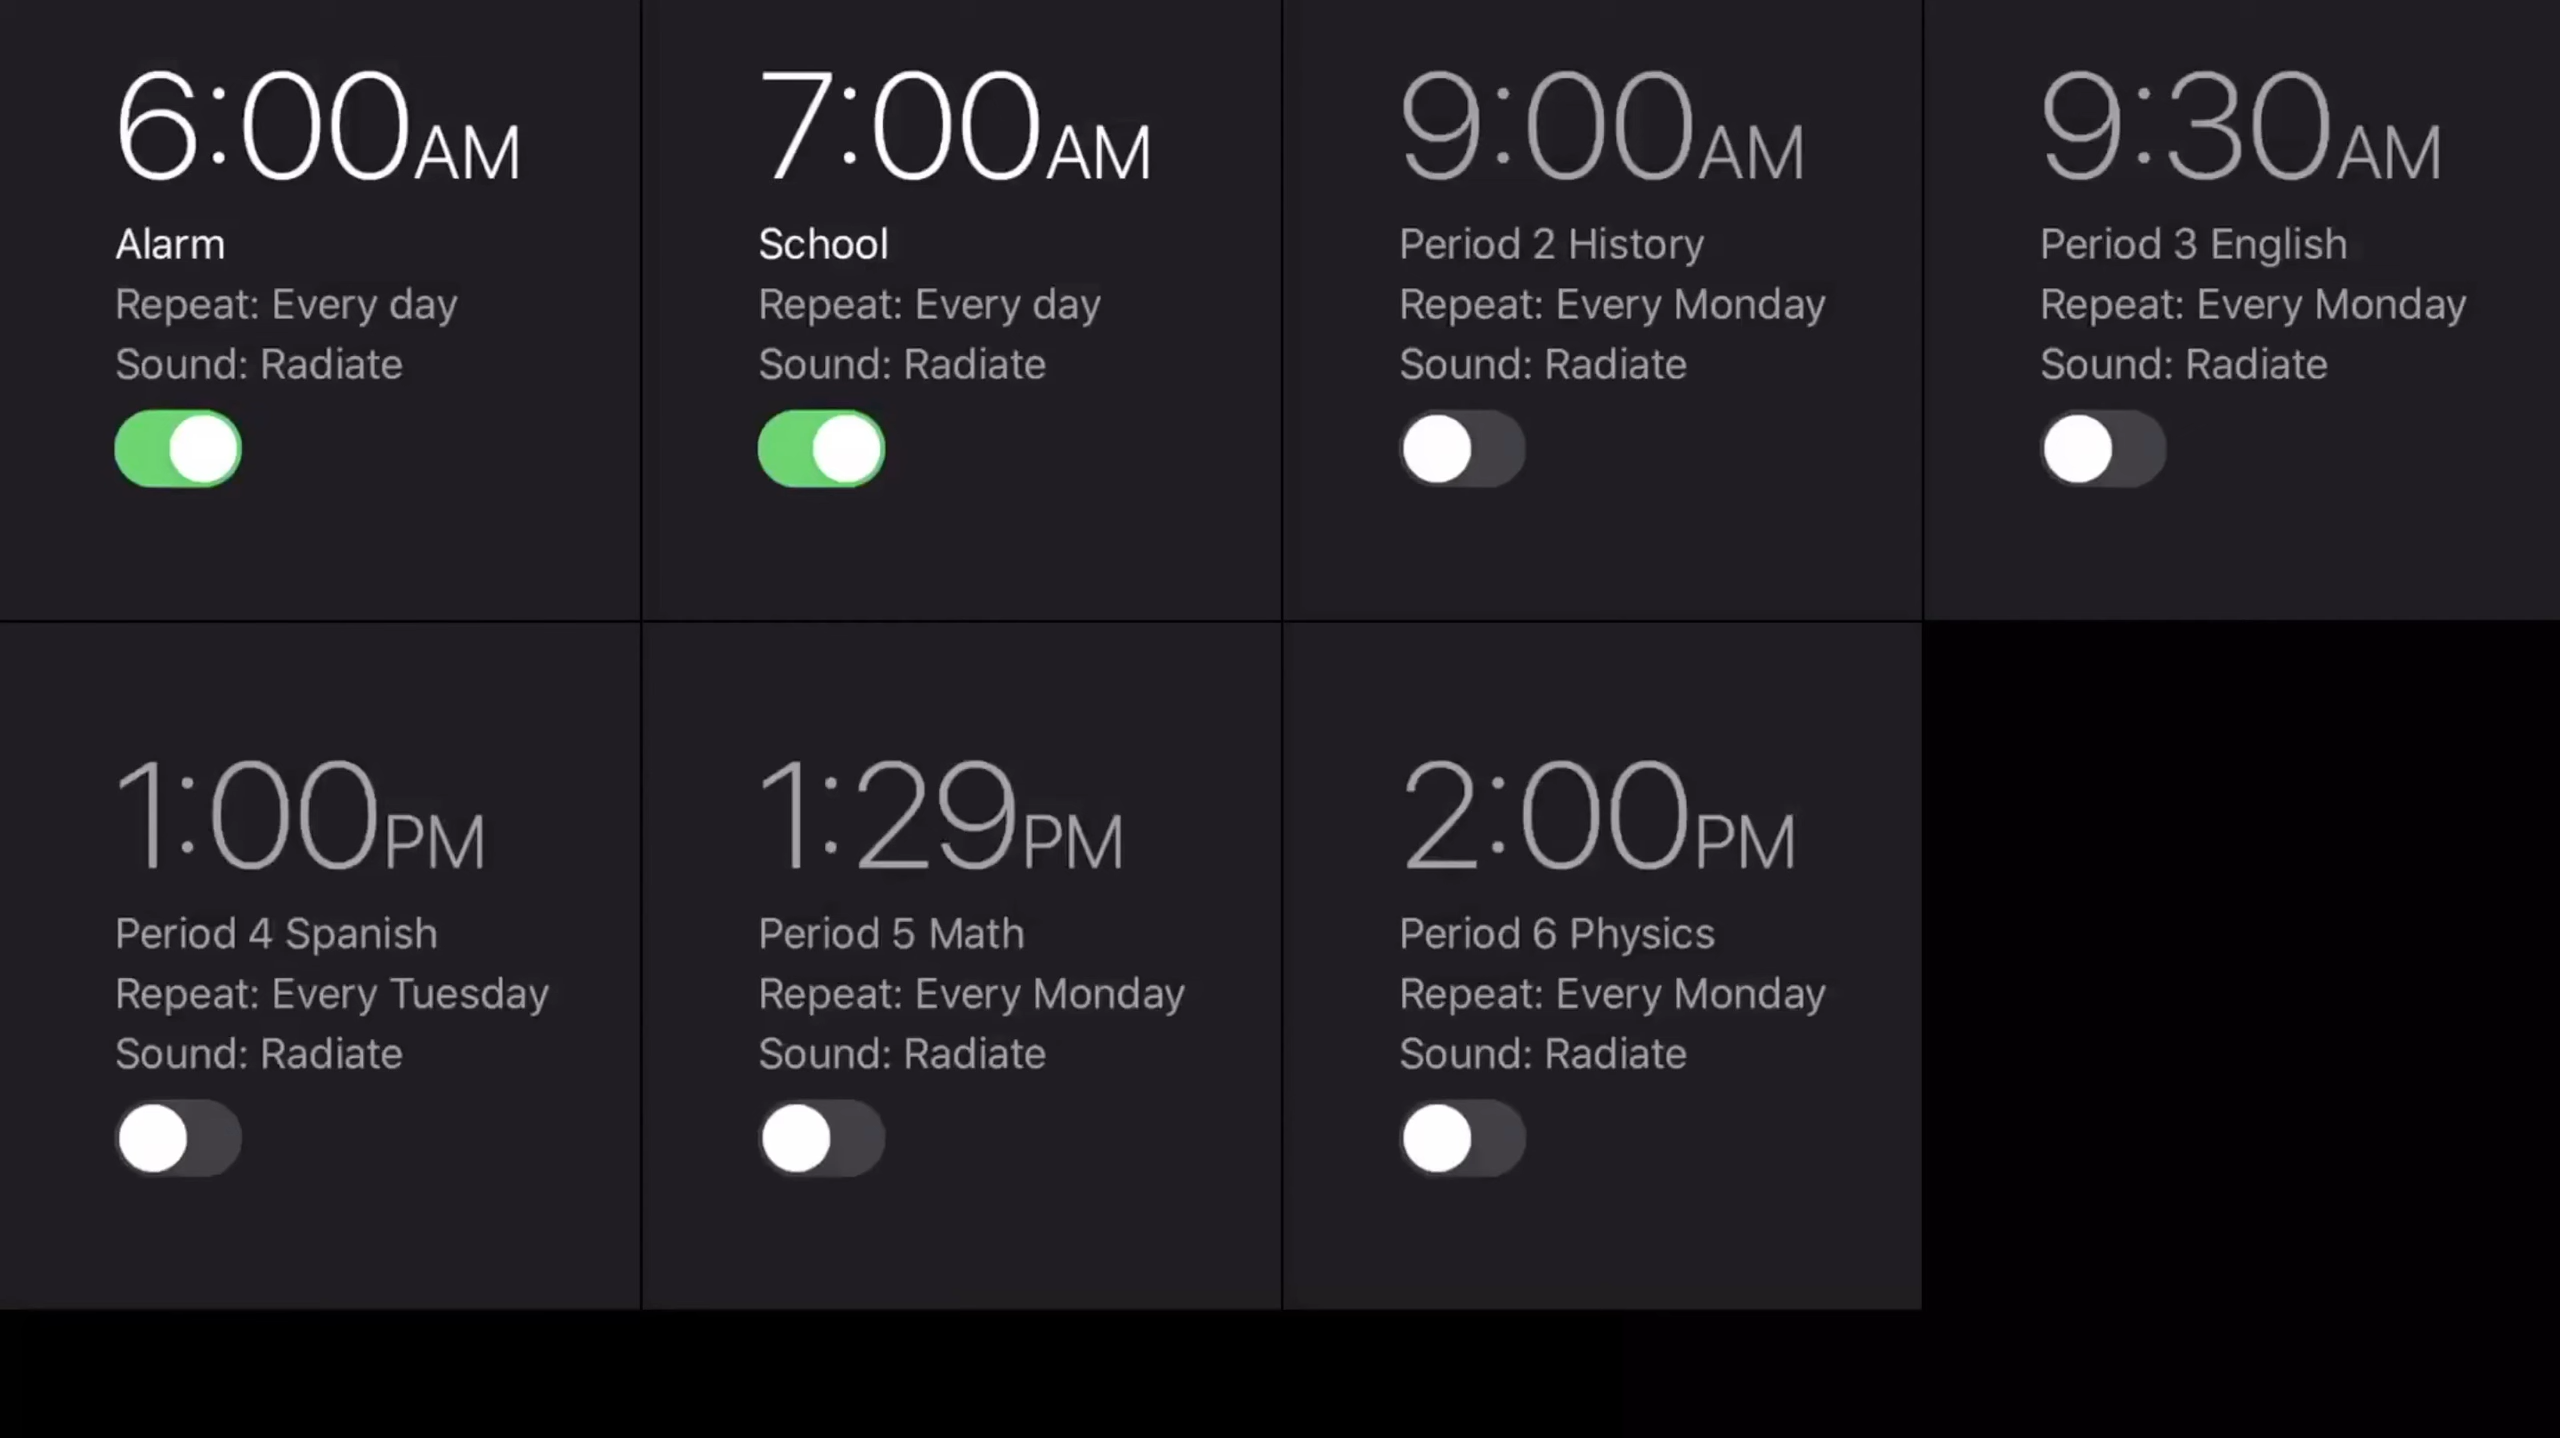 6:00AM
Alarm
Repeat: Every day
Sound: Radiate
7:00AM
School
Repeat: Every day
Sound: Radiate
9:00AM
Period 2 History
Repeat: Every Monday
Sound: Radiate
9:30AM
Period 3 English
Repeat: Every Monday
Sound: Radiate
1:00PM
Period 4 Spanish
Repeat: Every Tuesday
Sound: Radiate
1:29PM
Period 5 Math
Repeat: Every Monday
Sound: Radiate
2:00PM
Period 6 Physics
Repeat: Every Monday
Sound: Radiate